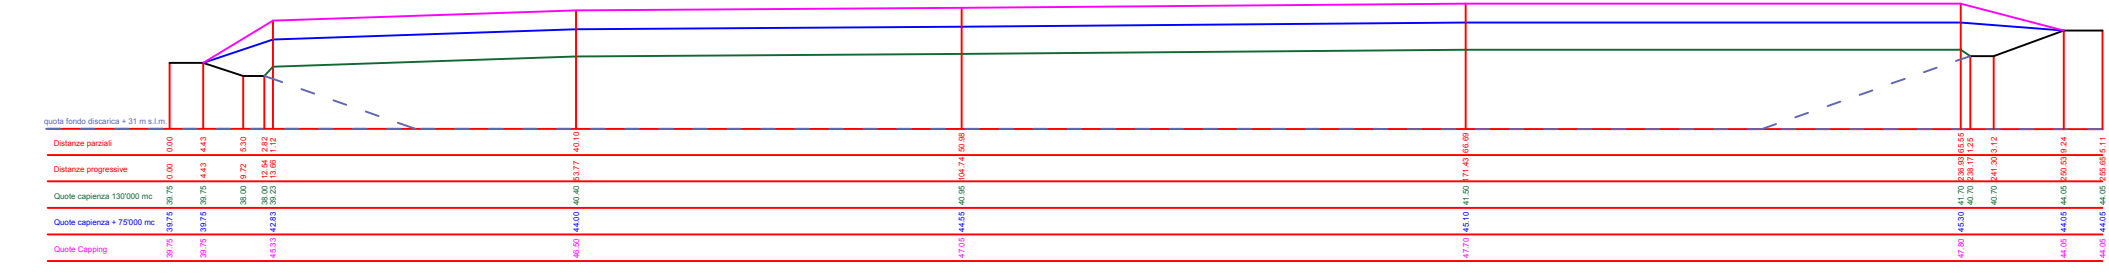 quota fondo discarica + 31 m s.l.m.
Distanze parziali 0.00 4.43 5.30 2.82 1.12 40.10 50.98 66.69 65.55 1.25 3.12 9.24 5.11
Distanze progressive 0.00 4.43 9.72 12.54 13.66 53.77 104.74 171.43 236.93 238.17 241.30 250.53 255.65
Quote capienza 130'000 mc 39.75 39.75 38.00 38.00 39.23 40.40 40.95 41.50 41.70 40.70 40.70 44.05 44.05
Quote capienza + 75'000 mc 39.75 39.75 42.83 44.00 44.55 45.10 45.30 44.05 44.05
Quote Capping 39.75 39.75 45.33 46.50 47.05 47.70 47.80 44.05 44.05